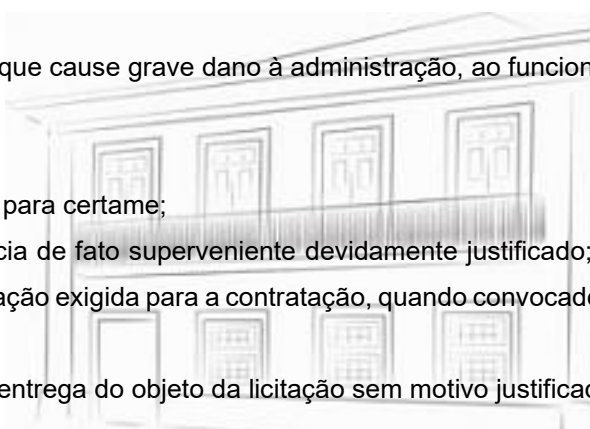 que cause grave dano à administração, ao funcion
para certame;
cia de fato superveniente devidamente justificado;
ação exigida para a contratação, quando convocado
entrega do objeto da licitação sem motivo justificad